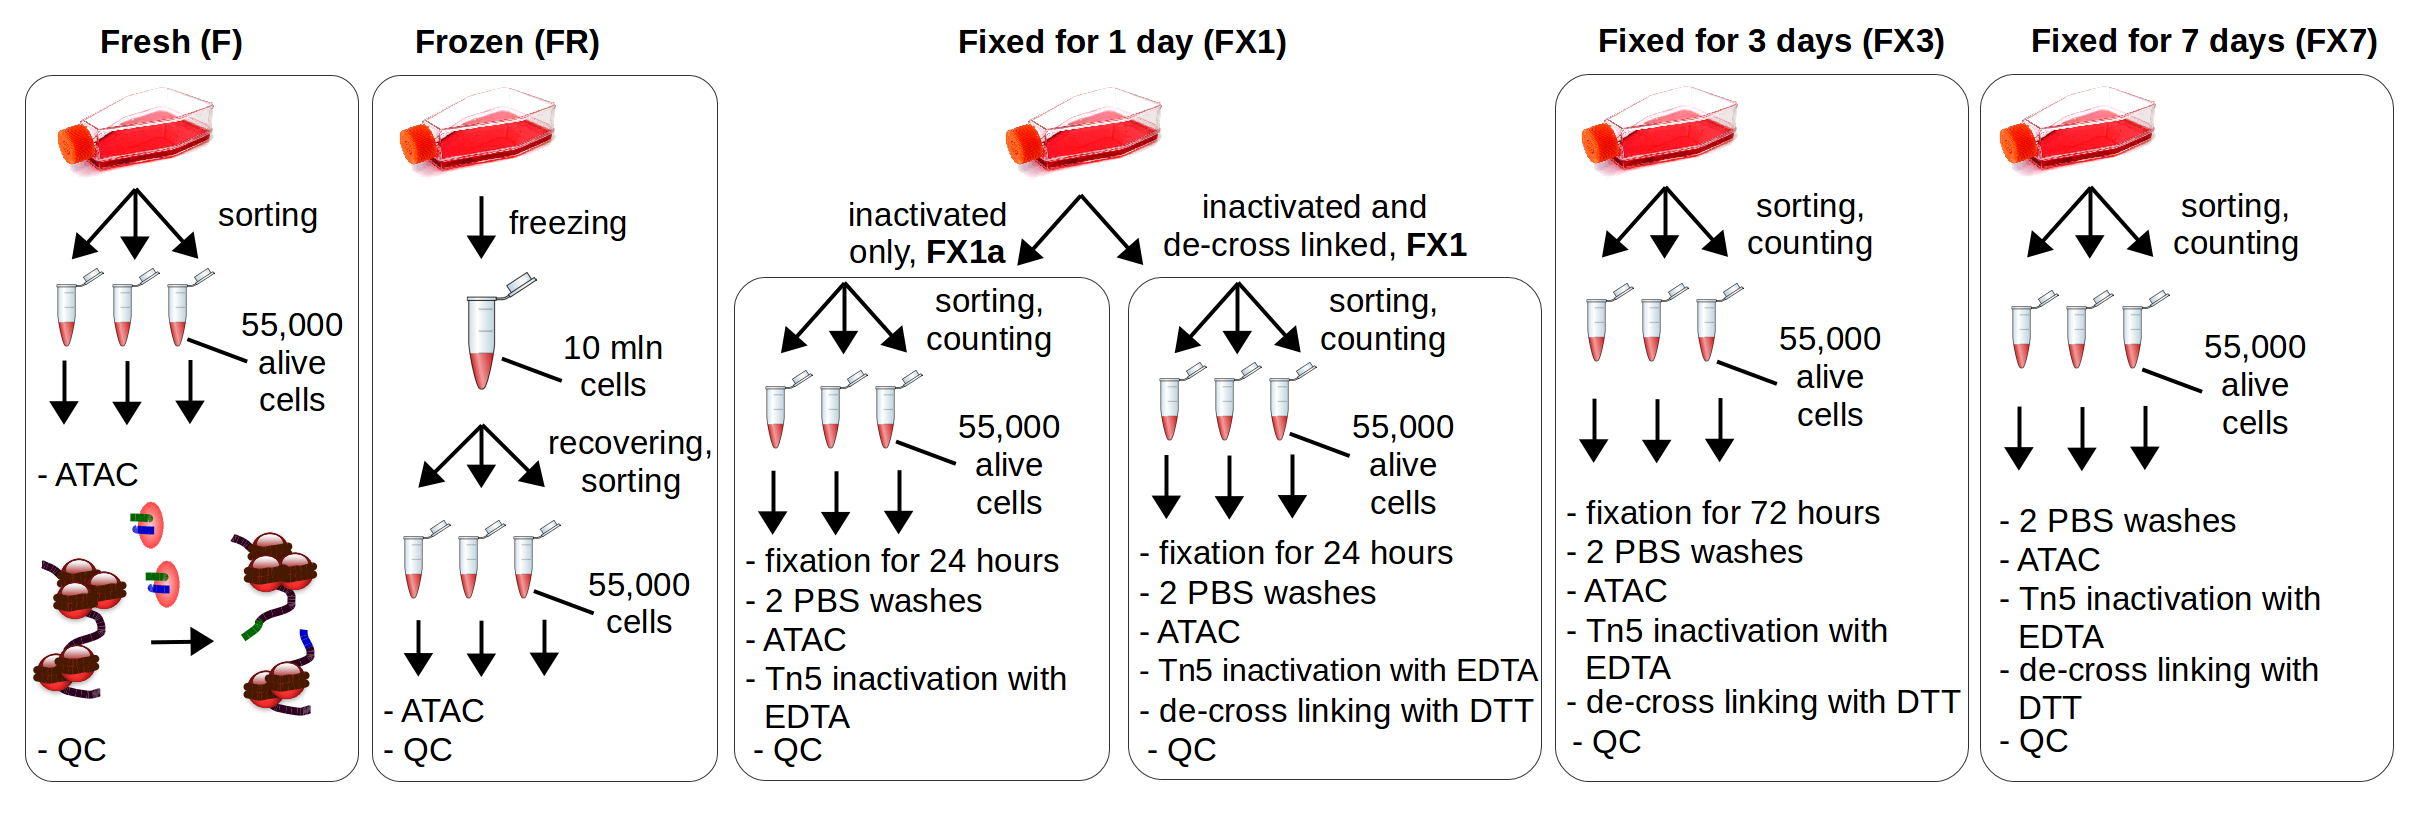 Fresh (F)
sorting
55,000
alive
cells
- ATAC
- QC
Frozen (FR)
freezing
10 mln
cells
recovering,
sorting
55,000
cells
- ATAC
- QC
Fixed for 1 day (FX1)
inactivated
only, FX1a
sorting,
counting
55,000
alive
cells
- fixation for 24 hours
- 2 PBS washes
- ATAC
- Tn5 inactivation with
EDTA
- QC
inactivated and
de-cross linked, FX1
sorting,
counting
55,000
alive
cells
- fixation for 24 hours
- 2 PBS washes
- ATAC
- Tn5 inactivation with EDTA
- de-cross linking with DTT
- QC
Fixed for 3 days (FX3)
sorting,
counting
55,000
alive
cells
- fixation for 72 hours
- 2 PBS washes
- ATAC
- Tn5 inactivation with
EDTA
- de-cross linking with DTT
- QC
Fixed for 7 days (FX7)
sorting,
counting
55,000
alive
cells
- 2 PBS washes
- ATAC
- Tn5 inactivation with
EDTA
- de-cross linking with
DTT
- QC